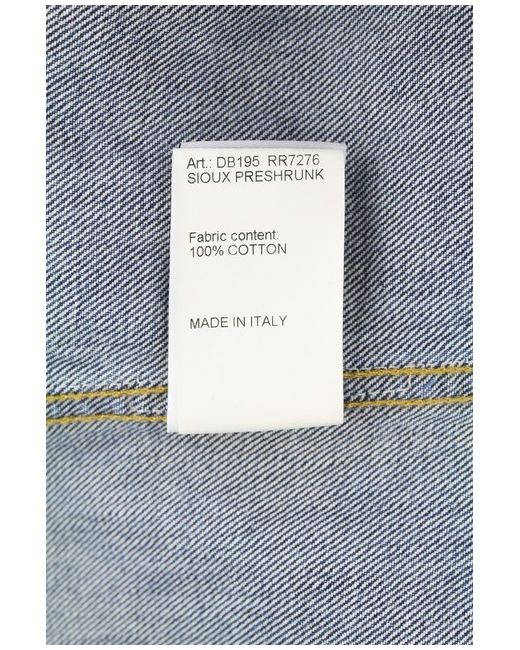 Art.: DB195 RR7276
SIOUX PRESHRUNK
Fabric content:
100% COTTON
MADE IN ITALY